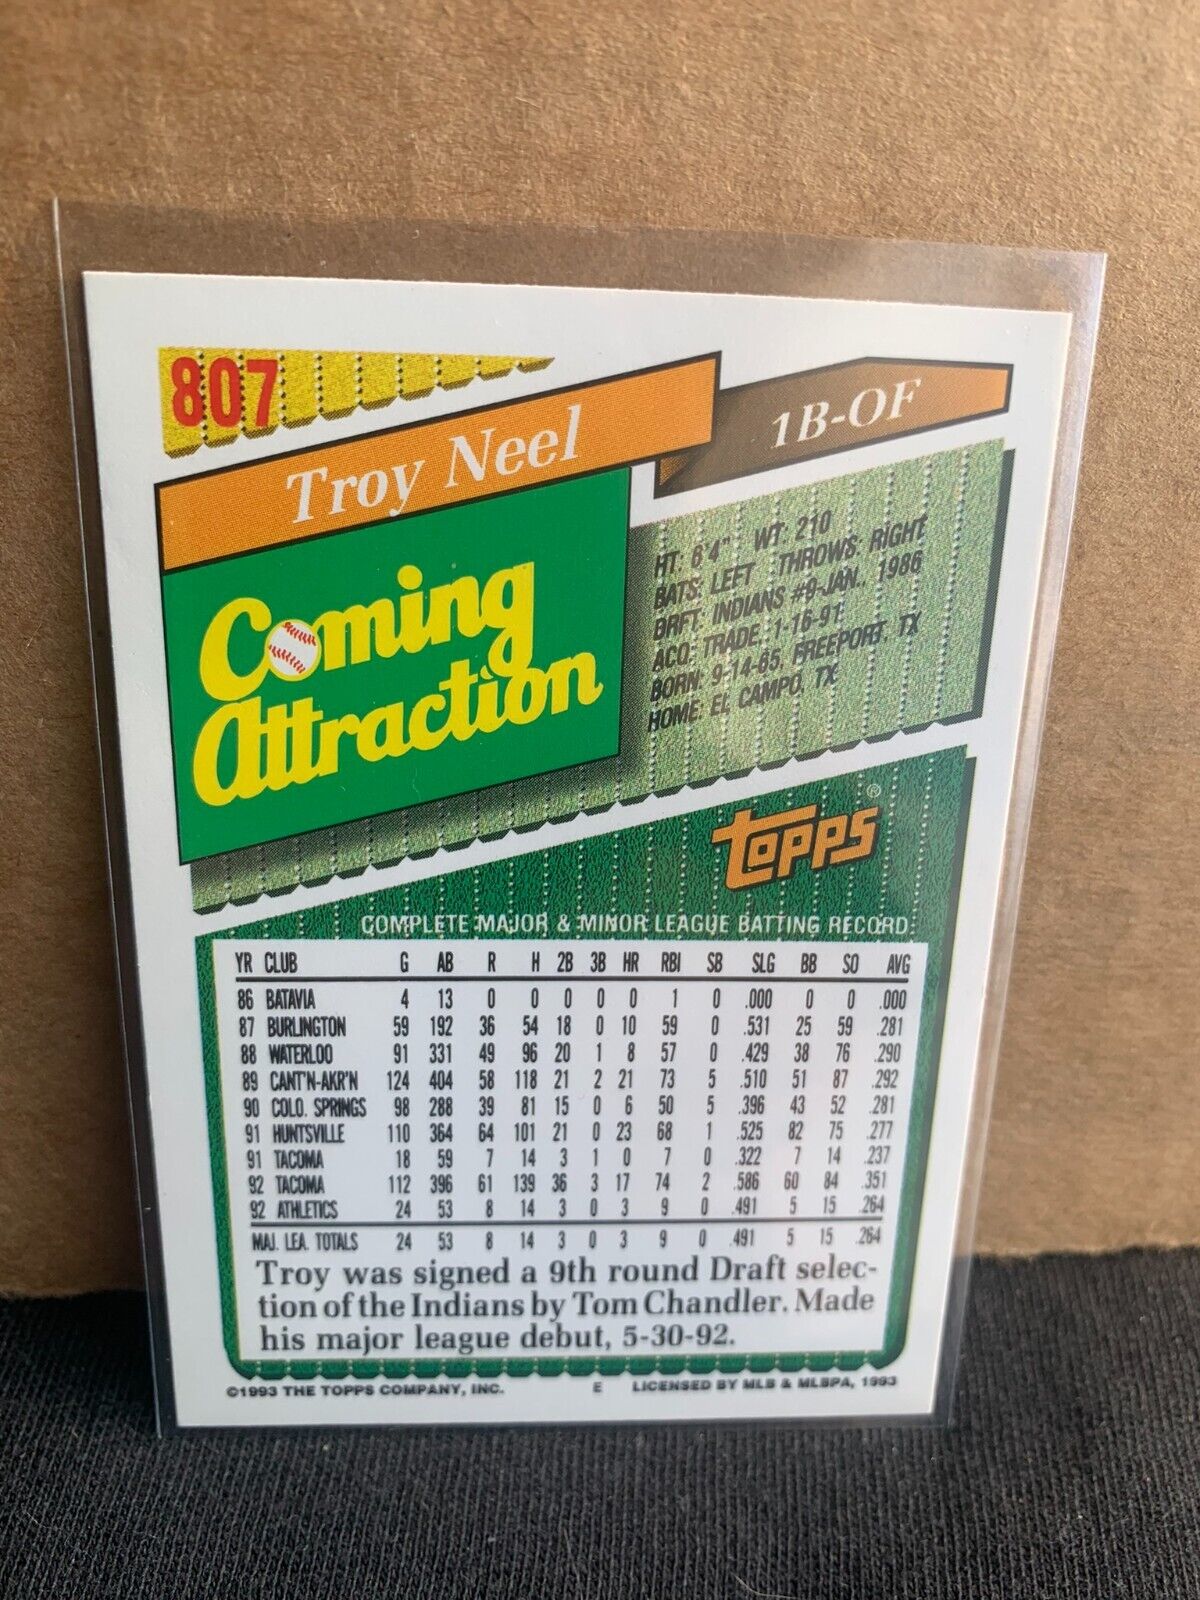 807
Troy Neel
1B-OF
Coming
Attraction
HT: 6'4" WT: 210
BATS: LEFT THROWS: RIGHT
DRFT: INDIANS #9-JAN., 1986
ACQ: TRADE, 1-16-91
BORN: 9-14-65, FREEPORT, TX
HOME: EL CAMPO, TX
Topps®
COMPLETE MAJOR & MINOR LEAGUE BATTING RECORD
YR CLUB G AB R H 2B 3B HR RBI SB SLG BB SO AVG
86 BATAVIA 4 13 0 0 0 0 0 1 0 .000 0 0 .000
87 BURLINGTON 59 192 36 54 18 0 10 59 0 .531 25 59 .281
88 WATERLOO 91 331 49 96 20 1 8 57 0 .429 38 76 .290
89 CANT'N-AKR'N 124 404 58 118 21 2 21 73 5 .510 51 87 .292
90 COLO. SPRINGS 98 288 39 81 15 0 6 50 5 .396 43 52 .281
91 HUNTSVILLE 110 364 64 101 21 0 23 68 1 .525 82 75 .277
91 TACOMA 18 59 7 14 3 1 0 7 0 .322 7 14 .237
92 TACOMA 112 396 61 139 36 3 17 74 2 .586 60 84 .351
92 ATHLETICS 24 53 8 14 3 0 3 9 0 .491 5 15 .264
MAJ. LEA. TOTALS 24 53 8 14 3 0 3 9 0 .491 5 15 .264
Troy was signed a 9th round Draft selec-
tion of the Indians by Tom Chandler. Made
his major league debut, 5-30-92.
©1993 THE TOPPS COMPANY, INC. E LICENSED BY MLB & MLBPA, 1993